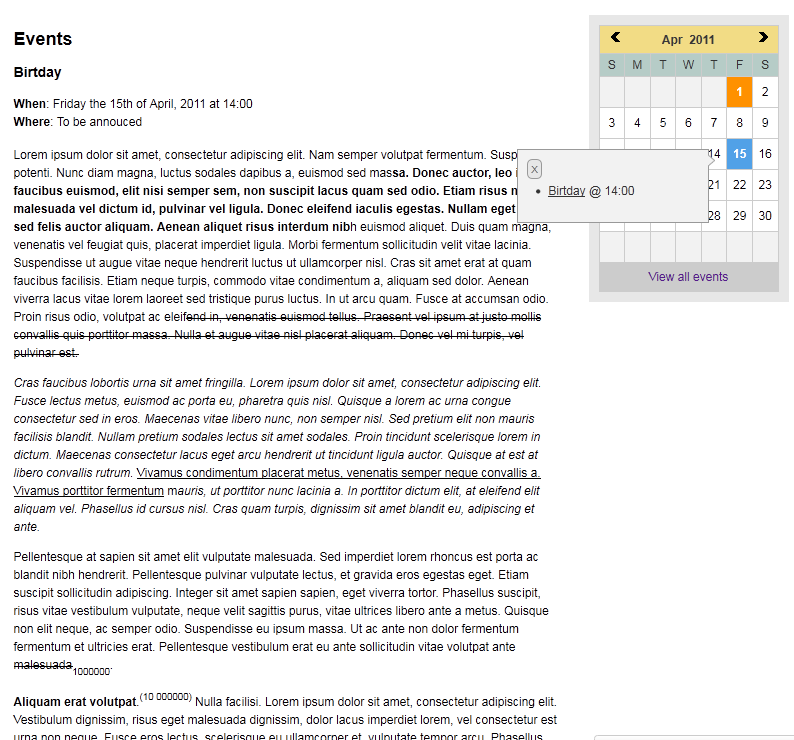 Events
Birtday
When: Friday the 15th of April, 2011 at 14:00
Where: To be annouced
Lorem ipsum dolor sit amet, consectetur adipiscing elit. Nam semper volutpat fermentum. Susp
potenti. Nunc diam magna, luctus sodales dapibus a, euismod sed massa. Donec auctor, leo
faucibus euismod, elit nisi semper sem, non suscipit lacus quam sed odio. Etiam risus
malesuada vel dictum id, pulvinar vel ligula. Donec eleifend iaculis egestas. Nullam eget
sed felis auctor aliquam. Aenean aliquet risus interdum nibh euismod aliquet. Duis quam magna,
venenatis vel feugiat quis, placerat imperdiet ligula. Morbi fermentum sollicitudin velit vitae lacinia.
Suspendisse ut augue vitae neque hendrerit luctus ut ullamcorper nisl. Cras sit amet erat at quam
faucibus facilisis. Etiam neque turpis, commodo vitae condimentum a, aliquam sed dolor. Aenean
viverra lacus vitae lorem laoreet sed tristique purus luctus. In ut arcu quam. Fusce at accumsan odio.
Proin risus odio, volutpat ac eleifend in, venenatis euismod tellus. Praesent vel ipsum at justo mollis
convallis quis porttitor massa. Nulla et augue vitae nisl placerat aliquam. Donec vel mi turpis, vel
pulvinar est.
Cras faucibus lobortis urna sit amet fringilla. Lorem ipsum dolor sit amet, consectetur adipiscing elit.
Fusce lectus metus, euismod ac porta eu, pharetra quis nisl. Quisque a lorem ac urna congue
consectetur sed in eros. Maecenas vitae libero nunc, non semper nisl. Sed pretium elit non mauris
facilisis blandit. Nullam pretium sodales lectus sit amet sodales. Proin tincidunt scelerisque lorem in
dictum. Maecenas consectetur lacus eget arcu hendrerit ut tincidunt ligula auctor. Quisque at est at
libero convallis rutrum. Vivamus condimentum placerat metus, venenatis semper neque convallis a.
Vivamus porttitor fermentum mauris, ut porttitor nunc lacinia a. In porttitor dictum elit, at eleifend elit
aliquam vel. Phasellus id cursus nisl. Cras quam turpis, dignissim sit amet blandit eu, adipiscing et
ante.
Pellentesque at sapien sit amet elit vulputate malesuada. Sed imperdiet lorem rhoncus est porta ac
blandit nibh hendrerit. Pellentesque pulvinar vulputate lectus, et gravida eros egestas eget. Etiam
suscipit sollicitudin adipiscing. Integer sit amet sapien sapien, eget viverra tortor. Phasellus suscipit,
risus vitae vestibulum vulputate, neque velit sagittis purus, vitae ultrices libero ante a metus. Quisque
non elit neque, ac semper odio. Suspendisse eu ipsum massa. Ut ac ante non dolor fermentum
fermentum et ultricies erat. Pellentesque vestibulum erat eu ante sollicitudin vitae volutpat ante
malesuada1000000.
Aliquam erat volutpat.(10 000000) Nulla facilisi. Lorem ipsum dolor sit amet, consectetur adipiscing elit.
Vestibulum dignissim, risus eget malesuada dignissim, dolor lacus imperdiet lorem, vel consectetur est
urna non neque. Fusce eros lectus, scelerisque eu ullamcorper et, vulputate tempor arcu. Phasellus
Apr 2011
S M T W T F S
1 2
3 4 5 6 7 8 9
14 15 16
21 22 23
28 29 30
View all events
x
Birtday @ 14:00